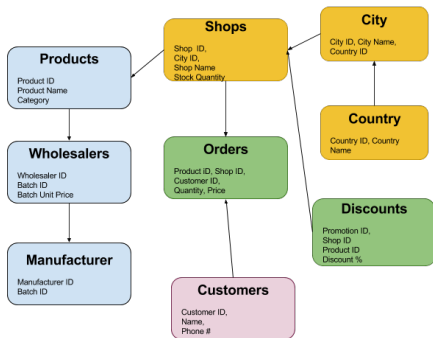 Shops
Shop ID,
City ID,
Shop Name
Stock Quantity
City
City ID, City Name,
Country ID
Products
Product ID
Product Name
Category
Country
Country ID, Country
Name
Wholesalers
Wholesaler ID
Batch ID
Batch Unit Price
Orders
Product iD, Shop ID,
Customer ID,
Quantity, Price
Discounts
Promotion ID,
Shop ID
Product ID
Discount %
Manufacturer
Manufacturer ID
Batch ID
Customers
Customer ID,
Name,
Phone #